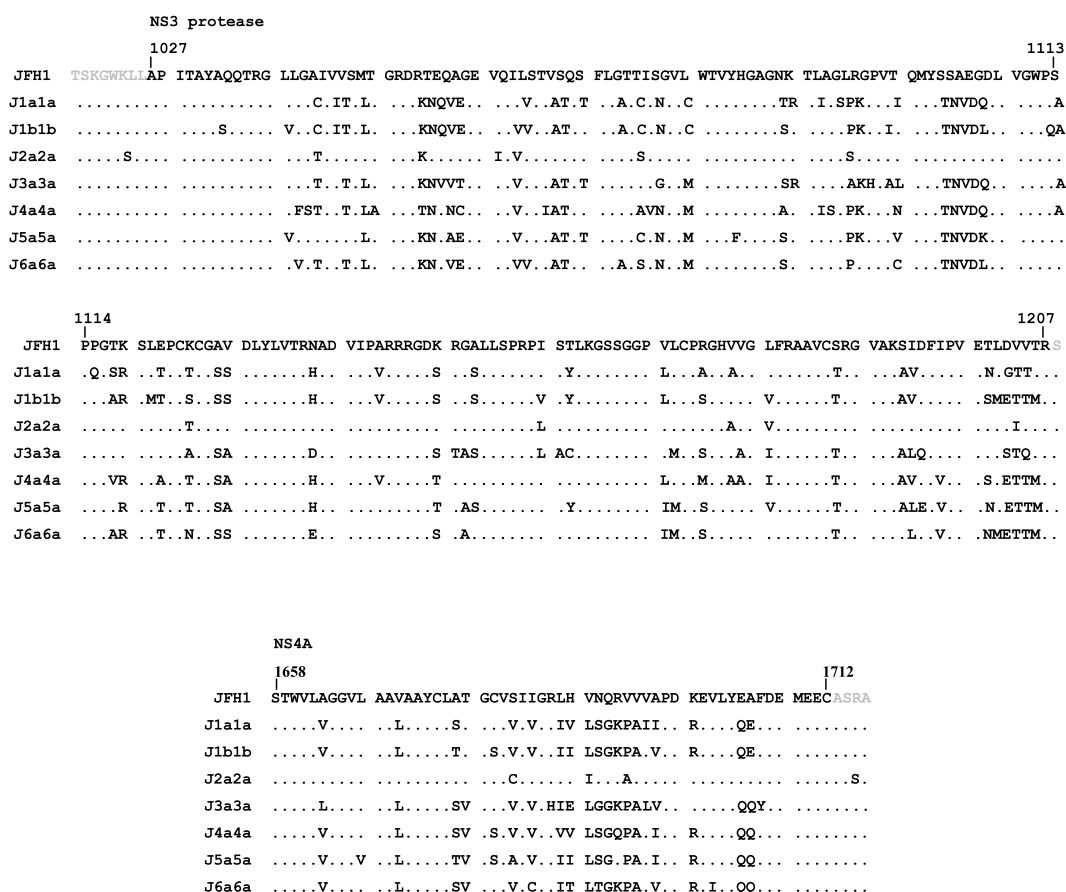 NS3 protease
1027 1113
JFH1 TSKGWKLLAP ITAYAQQTRG LLGAIVVSMT GRDRTEQAGE VQILSTVSQS FLGTTISGVL WTVYHGAGNK TLAGLRGPVT QMYSSAEGDL VGWPS
J1a1a .......... .......... ...C.IT.L. ...KNQVE.. ...V..AT.T ..A.C.N..C ........TR .I.SPK...I ...TNVDQ.. ....A
J1b1b .......... ....S..... V..C.IT.L. ...KNQVE.. ..VV..AT.. ..A.C.N..C ........S. ....PK..I. ...TNVDL.. ...QA
J2a2a .....S.... .......... ...T...... ...K...... I.V....... ....S..... .......... ....S..... .......... .....
J3a3a .......... .......... ...T..T.L. ...KNVVT.. ...V..AT.T ......G..M ........SR ....AKH.AL ...TNVDQ.. ....A
J4a4a .......... .......... .FST..T.LA ...TN.NC.. ...V.IAT.. ....AVN..M ........A. .IS.PK...N ...TNVDQ.. ....A
J5a5a .......... .......... V.......L. ...KN.AE.. ...V..AT.T ....C.N..M ...F....S. ....PK...V ...TNVDK.. .....
J6a6a .......... .......... .V.T..T.L. ...KN.VE.. ..VV..AT.. ..A.S.N..M ........S. ....P....C ...TNVDL.. .....
1114 1207
JFH1 PPGTK SLEPCKCGAV DLYLVTRNAD VIPARRRGDK RGALLSPRPI STLKGSSGGP VLCPRGHVVG LFRAAVCSRG VAKSIDFIPV ETLDVVTRS
J1a1a .Q.SR ..T..T..SS .......H.. ...V.....S ..S....... .Y........ L...A..A.. .......T.. ....AV.... .N.GTT...
J1b1b ...AR .MT..S..SS .......H.. ...V.....S ..S......V .Y........ L...S..... V......T.. ....AV.... .SMETTM..
J2a2a ..... .....T.... .......... .......... .........L .......... .......A.. V......... .......... ....I....
J3a3a ..... .....A..SA .......D.. .........S TAS......L AC........ .M..S...A. I......T.. ....ALQ... ...STQ...
J4a4a ...VR ..A..T..SA .......H.. ...V.....T .......... .......... L...M..AA. I......T.. ....AV..V. .S.ETTM..
J5a5a ....R ..T..T..SA .......H.. .........T .AS....... .Y........ IM..S..... V......T.. ....ALE.V. .N.ETTM..
J6a6a ...AR ..T..N..SS .......E.. .........S .A........ .......... IM..S..... .......T.. .....L..V. .NMETTM..
NS4A
1658 1712
JFH1 STWVLAGGVL AAVAAYCLAT GCVSIIGRLH VNQRVVVAPD KEVLYEAFDE MEECASRA
J1a1a .....V.... ..L.....S. ...V.V..IV LSGKPAII.. R....QE... ........
J1b1b .....V.... ..L.....T. .S.V.V..II LSGKPA.V.. R....QE... ........
J2a2a .......... .......... ...C...... I...A..... .......... ......S.
J3a3a .....L.... ..L.....SV ...V.V.HIE LGGKPALV.. .....QQY.. ........
J4a4a .....V.... ..L.....SV .S.V.V..VV LSGQPA.I.. R....QQ... ........
J5a5a .....V...V ..L.....TV .S.A.V..II LSG.PA.I.. R....QQ... ........
J6a6a .....V.... ..L.....SV ...V.C..IT LTGKPA.V.. R.I..OO... ........